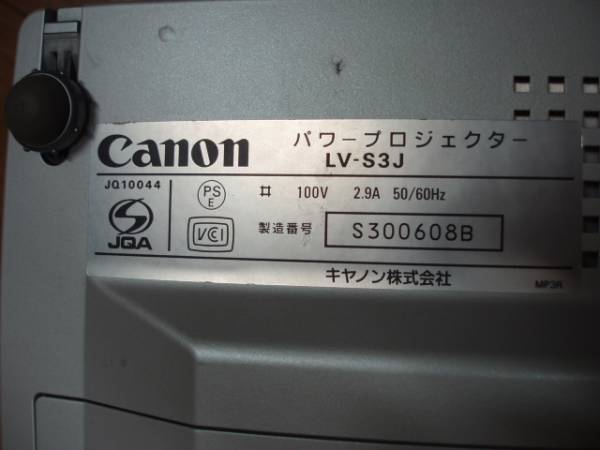 Canon パワープロジェクター
LV-S3J
JQ10044
JQA
PS
E
VCI
100V 2.9A 50/60Hz
製造番号 S300608B
キヤノン株式会社
MP3R